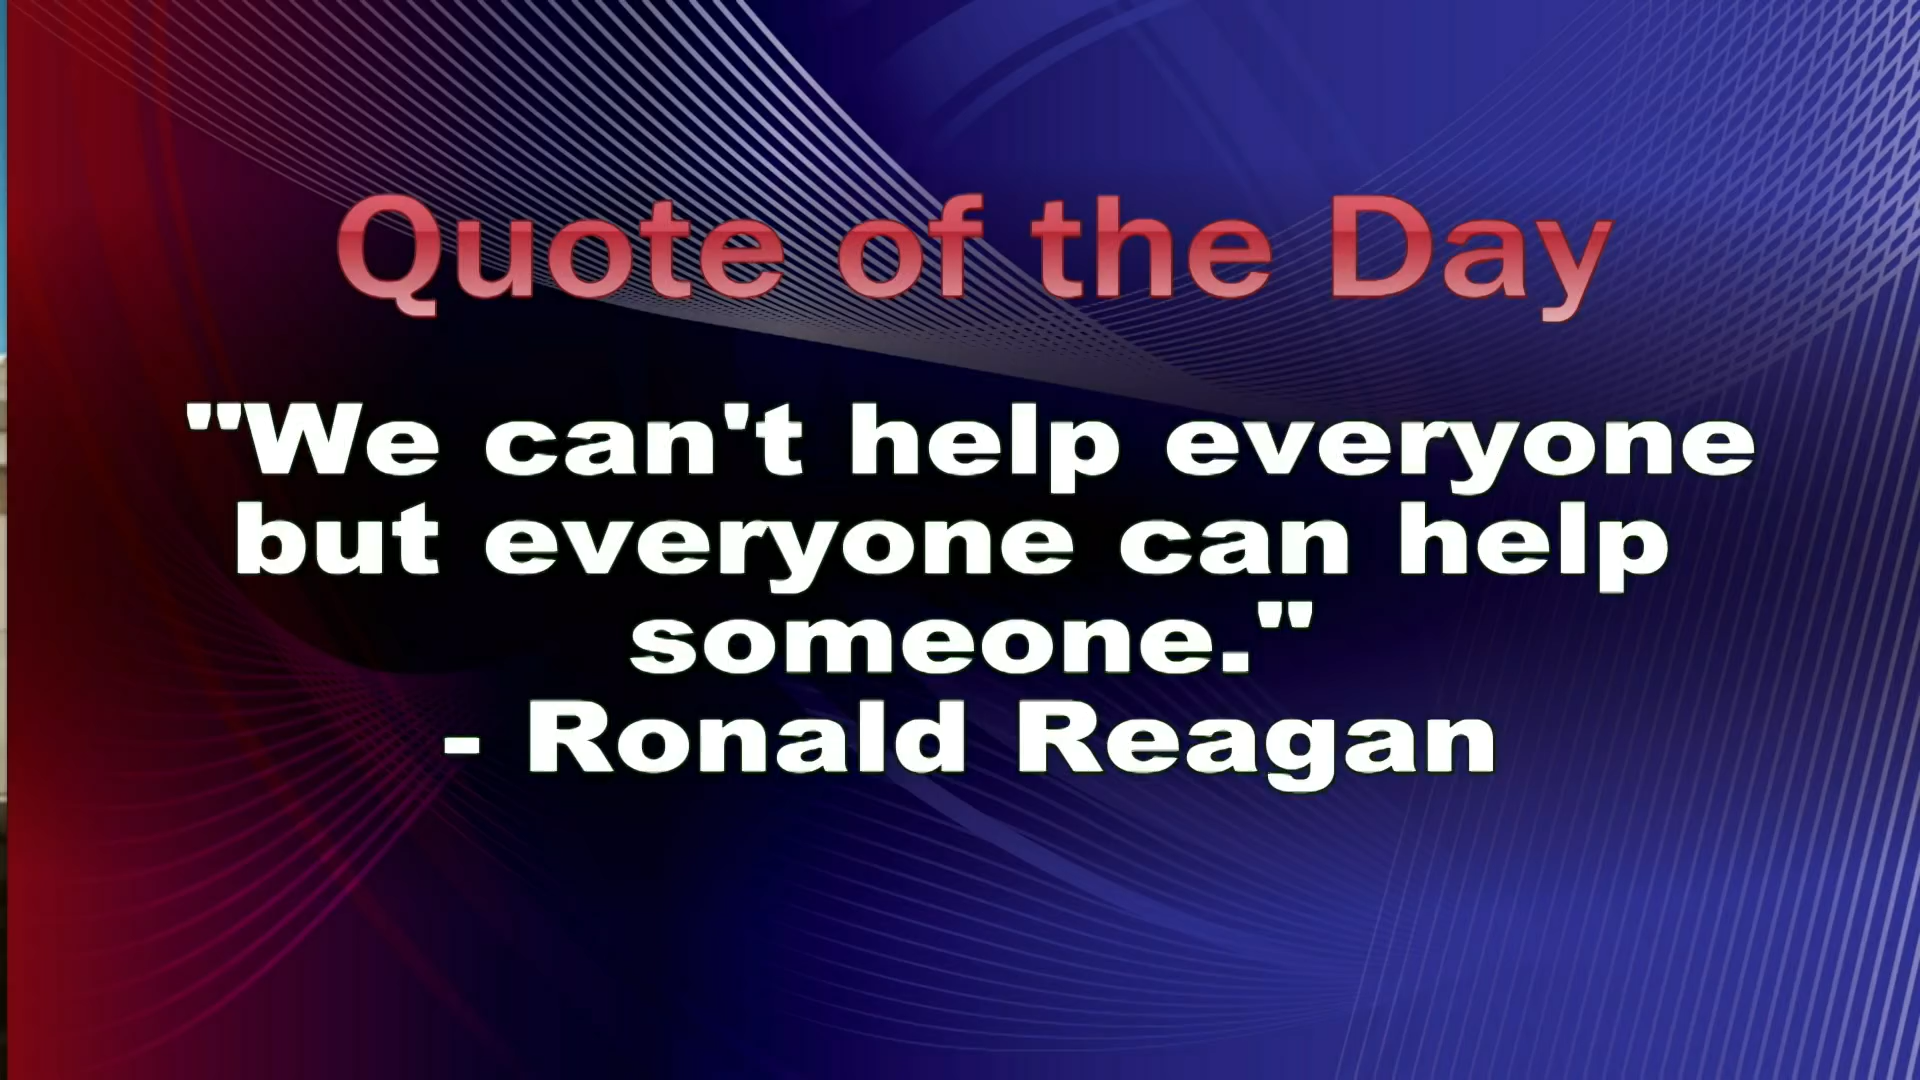 Quote of the Day
"We can't help everyone
but everyone can help
someone."
- Ronald Reagan